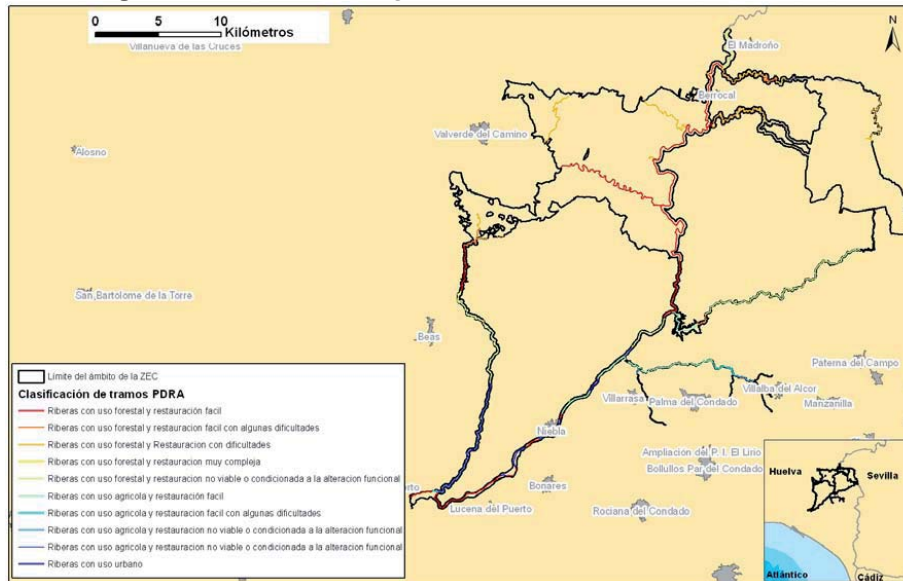 0 5 10
Kilómetros
Villanueva de las Cruces
El Madroño
N
Berrocal
Valverde del Camino
Alosno
San Bartolome de la Torre
Beas
Paterna del Campo
Villalba del Alcor
Villarrasa
Palma del Condado
Manzanilla
Niebla
Ampliación del P. I. El Lirio
Bollullos Par del Condado
Bonares
Lucena del Puerto
Rociana del Condado
Límite del ámbito de la ZEC
Clasificación de tramos PDRA
Riberas con uso forestal y restauración facil
Riberas con uso forestal y restauracion facil con algunas dificultades
Riberas con uso forestal y Restauracion con dificultades
Riberas con uso forestal y restauracion muy compleja
Riberas con uso forestal y restauracion no viable o condicionada a la alteracion funcional
Riberas con uso agricola y restauración facil
Riberas con uso agricola y restauracion facil con algunas dificultades
Riberas con uso agricola y restauracion no viable o condicionada a la alteracion funcional
Riberas con uso agricola y restauracion no viable o condicionada a la alteracion funcional
Riberas con uso urbano
Huelva
Sevilla
Atlántico
Cádiz